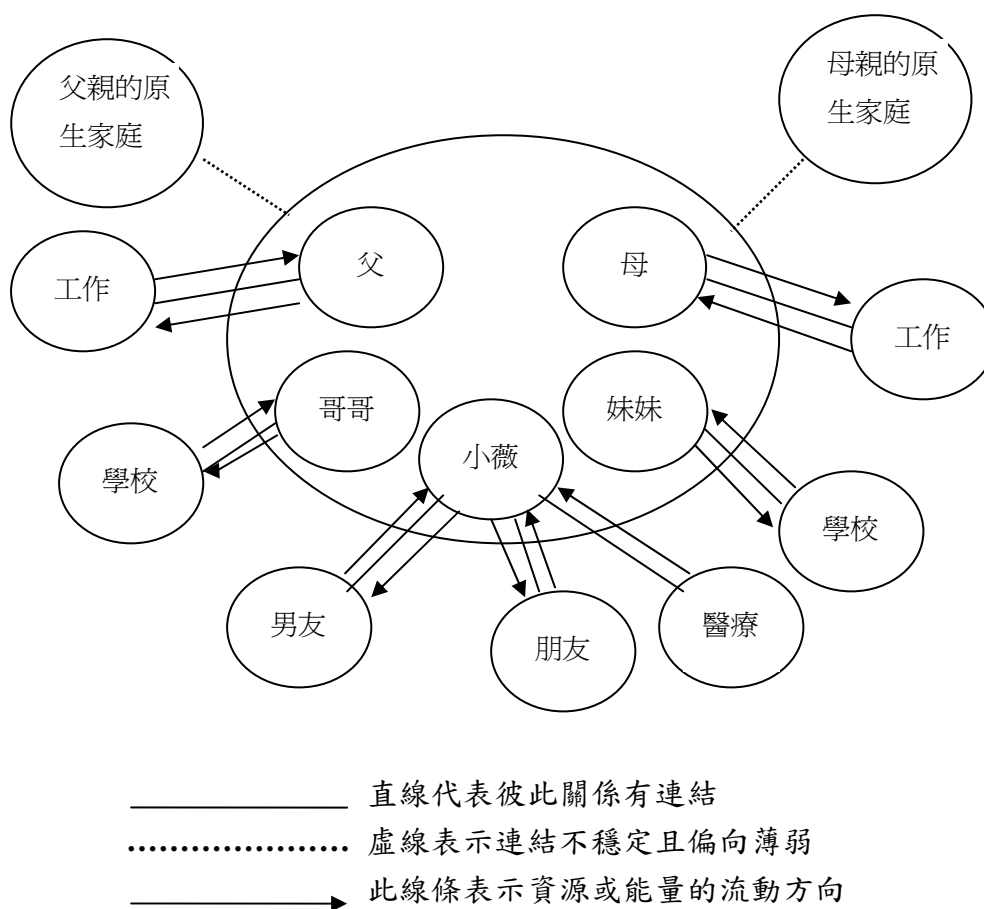 父親的原
生家庭
母親的原
生家庭
父
母
工作
工作
哥哥
妹妹
小薇
學校
學校
男友
朋友
醫療
直線代表彼此關係有連結
虛線表示連結不穩定且偏向薄弱
此線條表示資源或能量的流動方向